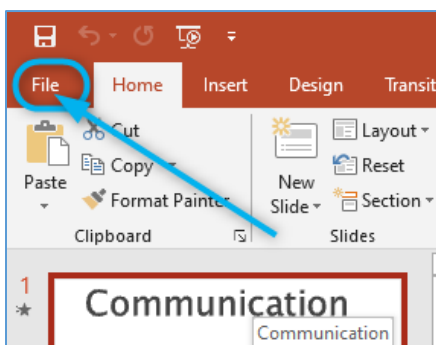 File Home Insert Design Transit
Cut
Copy
Format Painter
Paste
Clipboard
New
Slide
Layout
Reset
Section
Slides
1
Communication
Communication